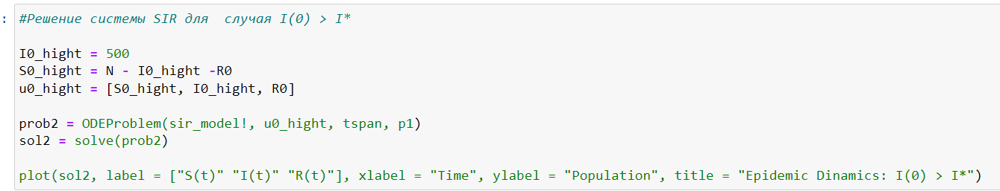 : #Решение системы SIR для  случая I(0) > I*
I0_hight = 500
S0_hight = N - I0_hight -R0
u0_hight = [S0_hight, I0_hight, R0]
prob2 = ODEProblem(sir_model!, u0_hight, tspan, p1)
sol2 = solve(prob2)
plot(sol2, label = ["S(t)" "I(t)" "R(t)"], xlabel = "Time", ylabel = "Population", title = "Epidemic Dinamics: I(0) > I*")